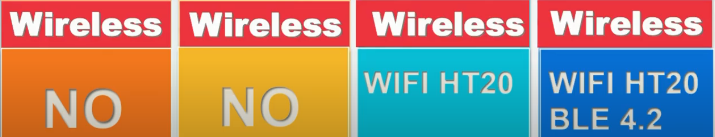 Wireless Wireless Wireless Wireless
NO NO WIFI HT20 WIFI HT20
BLE 4.2